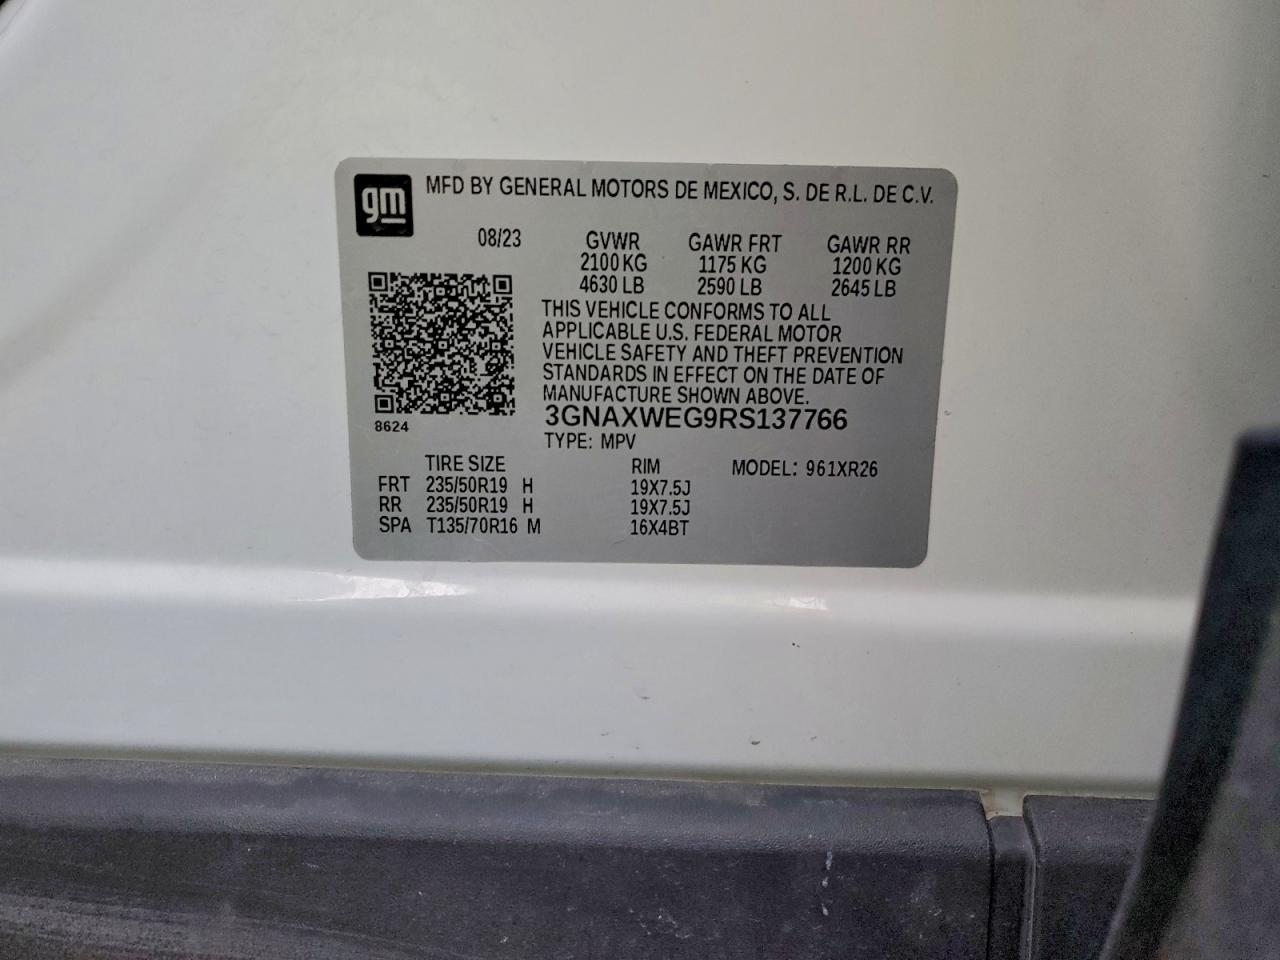 gm
MFD BY GENERAL MOTORS DE MEXICO, S. DE R.L. DE C.V.
08/23 GVWR GAWR FRT GAWR RR
2100 KG 1175 KG 1200 KG
4630 LB 2590 LB 2645 LB
THIS VEHICLE CONFORMS TO ALL
APPLICABLE U.S. FEDERAL MOTOR
VEHICLE SAFETY AND THEFT PREVENTION
STANDARDS IN EFFECT ON THE DATE OF
MANUFACTURE SHOWN ABOVE.
8624
3GNAXWEG9RS137766
TYPE: MPV
TIRE SIZE RIM MODEL: 961XR26
FRT 235/50R19 H 19X7.5J
RR 235/50R19 H 19X7.5J
SPA T135/70R16 M 16X4BT